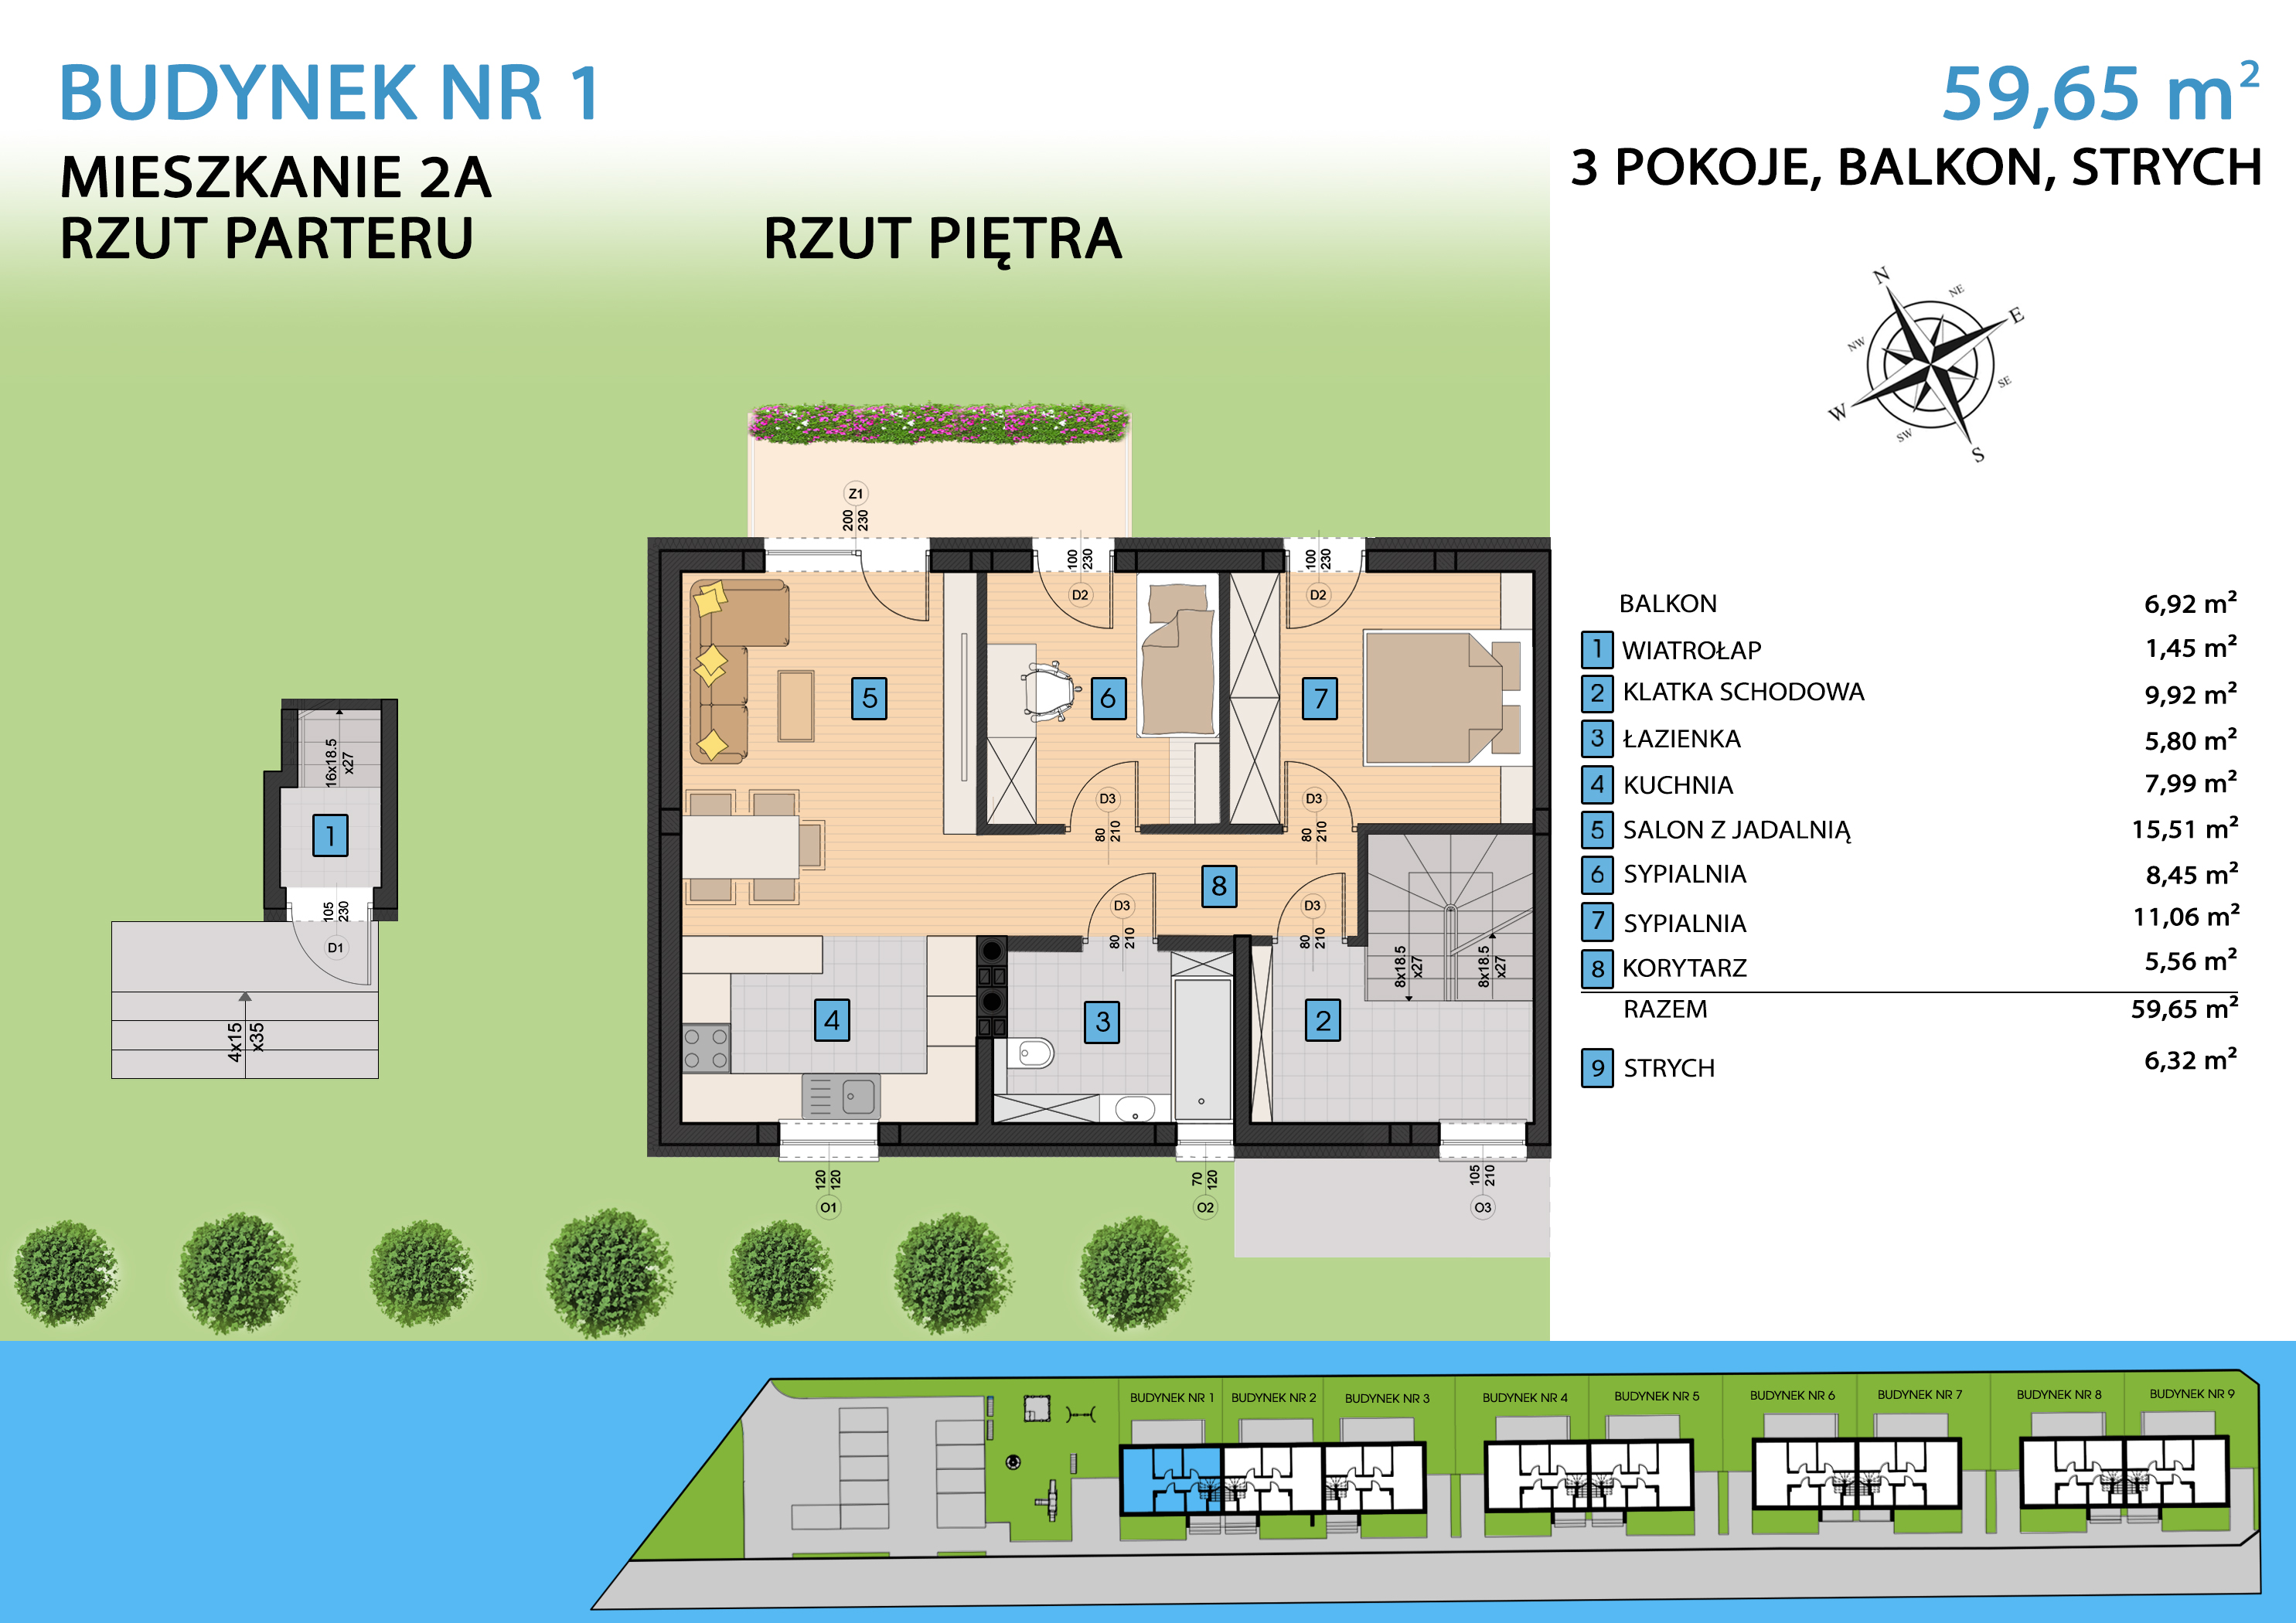 BUDYNEK NR 1
59,65 m²
MIESZKANIE 2A
3 POKOJE, BALKON, STRYCH
RZUT PARTERU
RZUT PIĘTRA
N
NE
E
SE
S
SW
W
NW
Z1
200
230
100
230
D2
100
230
D2
5
6
7
D3
80
210
D3
80
210
8
D3
80
210
D3
80
210
8x18.5
x27
8x18.5
x27
4
3
2
120
120
O1
70
120
O2
105
210
O3
16x18.5
x27
1
105
230
D1
4x15
x35
BALKON 6,92 m²
1 WIATROŁAP 1,45 m²
2 KLATKA SCHODOWA 9,92 m²
3 ŁAZIENKA 5,80 m²
4 KUCHNIA 7,99 m²
5 SALON Z JADALNIĄ 15,51 m²
6 SYPIALNIA 8,45 m²
7 SYPIALNIA 11,06 m²
8 KORYTARZ 5,56 m²
RAZEM 59,65 m²
9 STRYCH 6,32 m²
BUDYNEK NR 1
BUDYNEK NR 2
BUDYNEK NR 3
BUDYNEK NR 4
BUDYNEK NR 5
BUDYNEK NR 6
BUDYNEK NR 7
BUDYNEK NR 8
BUDYNEK NR 9